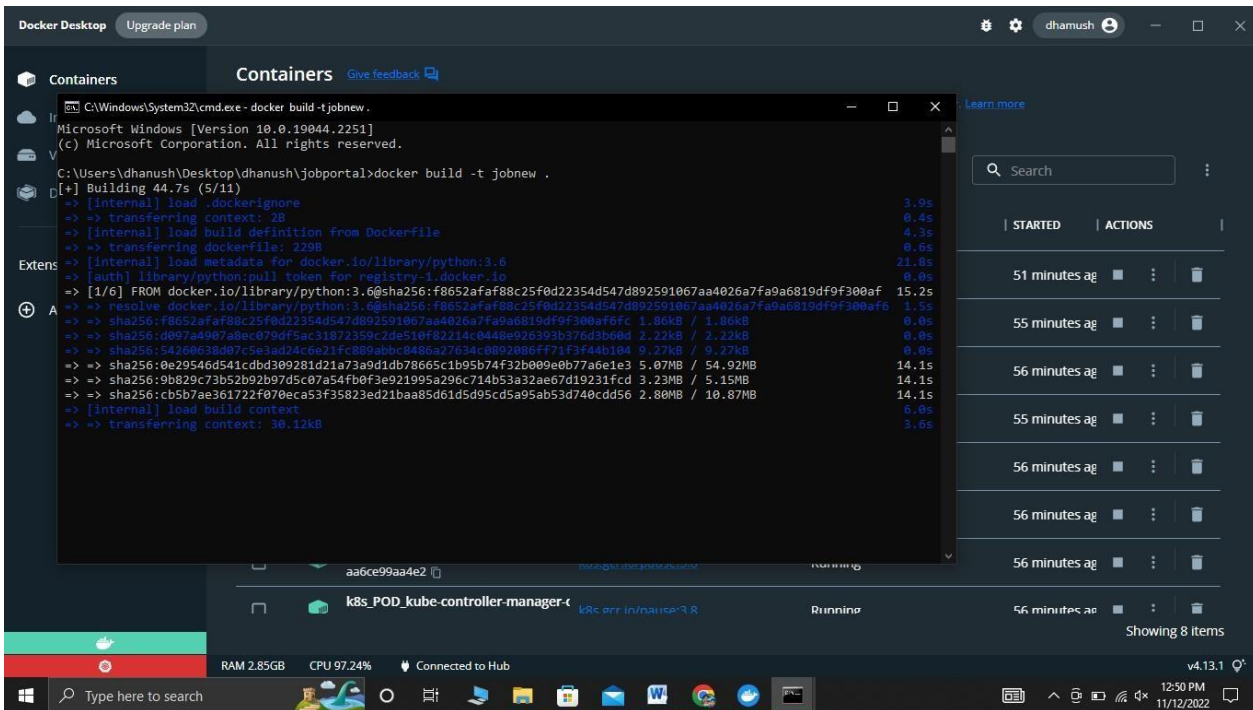 Docker Desktop Upgrade plan dhamush
Containers
Containers Give feedback
Learn more
C:\Windows\System32\cmd.exe - docker build -t jobnew .
Microsoft Windows [Version 10.0.19044.2251]
(c) Microsoft Corporation. All rights reserved.
C:\Users\dhanush\Desktop\dhanush\jobportal>docker build -t jobnew .
[+] Building 44.7s (5/11)
=> [internal] load .dockerignore 3.9s
=> => transferring context: 2B 0.4s
=> [internal] load build definition from Dockerfile 4.3s
=> => transferring dockerfile: 229B 0.6s
=> [internal] load metadata for docker.io/library/python:3.6 21.8s
=> [auth] library/python:pull token for registry-1.docker.io 0.0s
=> [1/6] FROM docker.io/library/python:3.6@sha256:f8652afaf88c25f0d22354d547d892591067aa4026a7fa9a6819df9f300af 15.2s
=> => resolve docker.io/library/python:3.6@sha256:f8652afaf88c25f0d22354d547d892591067aa4026a7fa9a6819df9f300af6 1.5s
=> => sha256:f8652afaf88c25f0d22354d547d892591067aa4026a7fa9a6819df9f300af6fc 1.86kB / 1.86kB 0.0s
=> => sha256:d097a4907a8ec079df5ac31872359c2de510f82214c0448e926393b376d3b60d 2.22kB / 2.22kB 0.0s
=> => sha256:54260638d07c5e3ad24c6e21fc889abbc8486a27634c0892086ff71f3f44b104 9.27kB / 9.27kB 0.0s
=> => sha256:0e29546d541cdbd309281d21a73a9d1db78665c1b95b74f32b009e0b77a6e1e3 5.07MB / 54.92MB 14.1s
=> => sha256:9b829c73b52b92b97d5c07a54fb0f3e921995a296c714b53a32ae67d19231fcd 3.23MB / 5.15MB 14.1s
=> => sha256:cb5b7ae361722f070eca53f35823ed21baa85d61d5d95cd5a95ab53d740cdd56 2.80MB / 10.87MB 14.1s
=> [internal] load build context 6.0s
=> => transferring context: 30.12kB 3.6s
Extens
Search
STARTED ACTIONS
51 minutes ag
55 minutes ag
56 minutes ag
55 minutes ag
56 minutes ag
56 minutes ag
56 minutes ag
aa6ce99aa4e2 Running
k8s_POD_kube-controller-manager-c k8s.gcr.io/pause:3.8 Running 56 minutes ag
Showing 8 items
RAM 2.85GB CPU 97.24% Connected to Hub v4.13.1
Type here to search
12:50 PM
11/12/2022